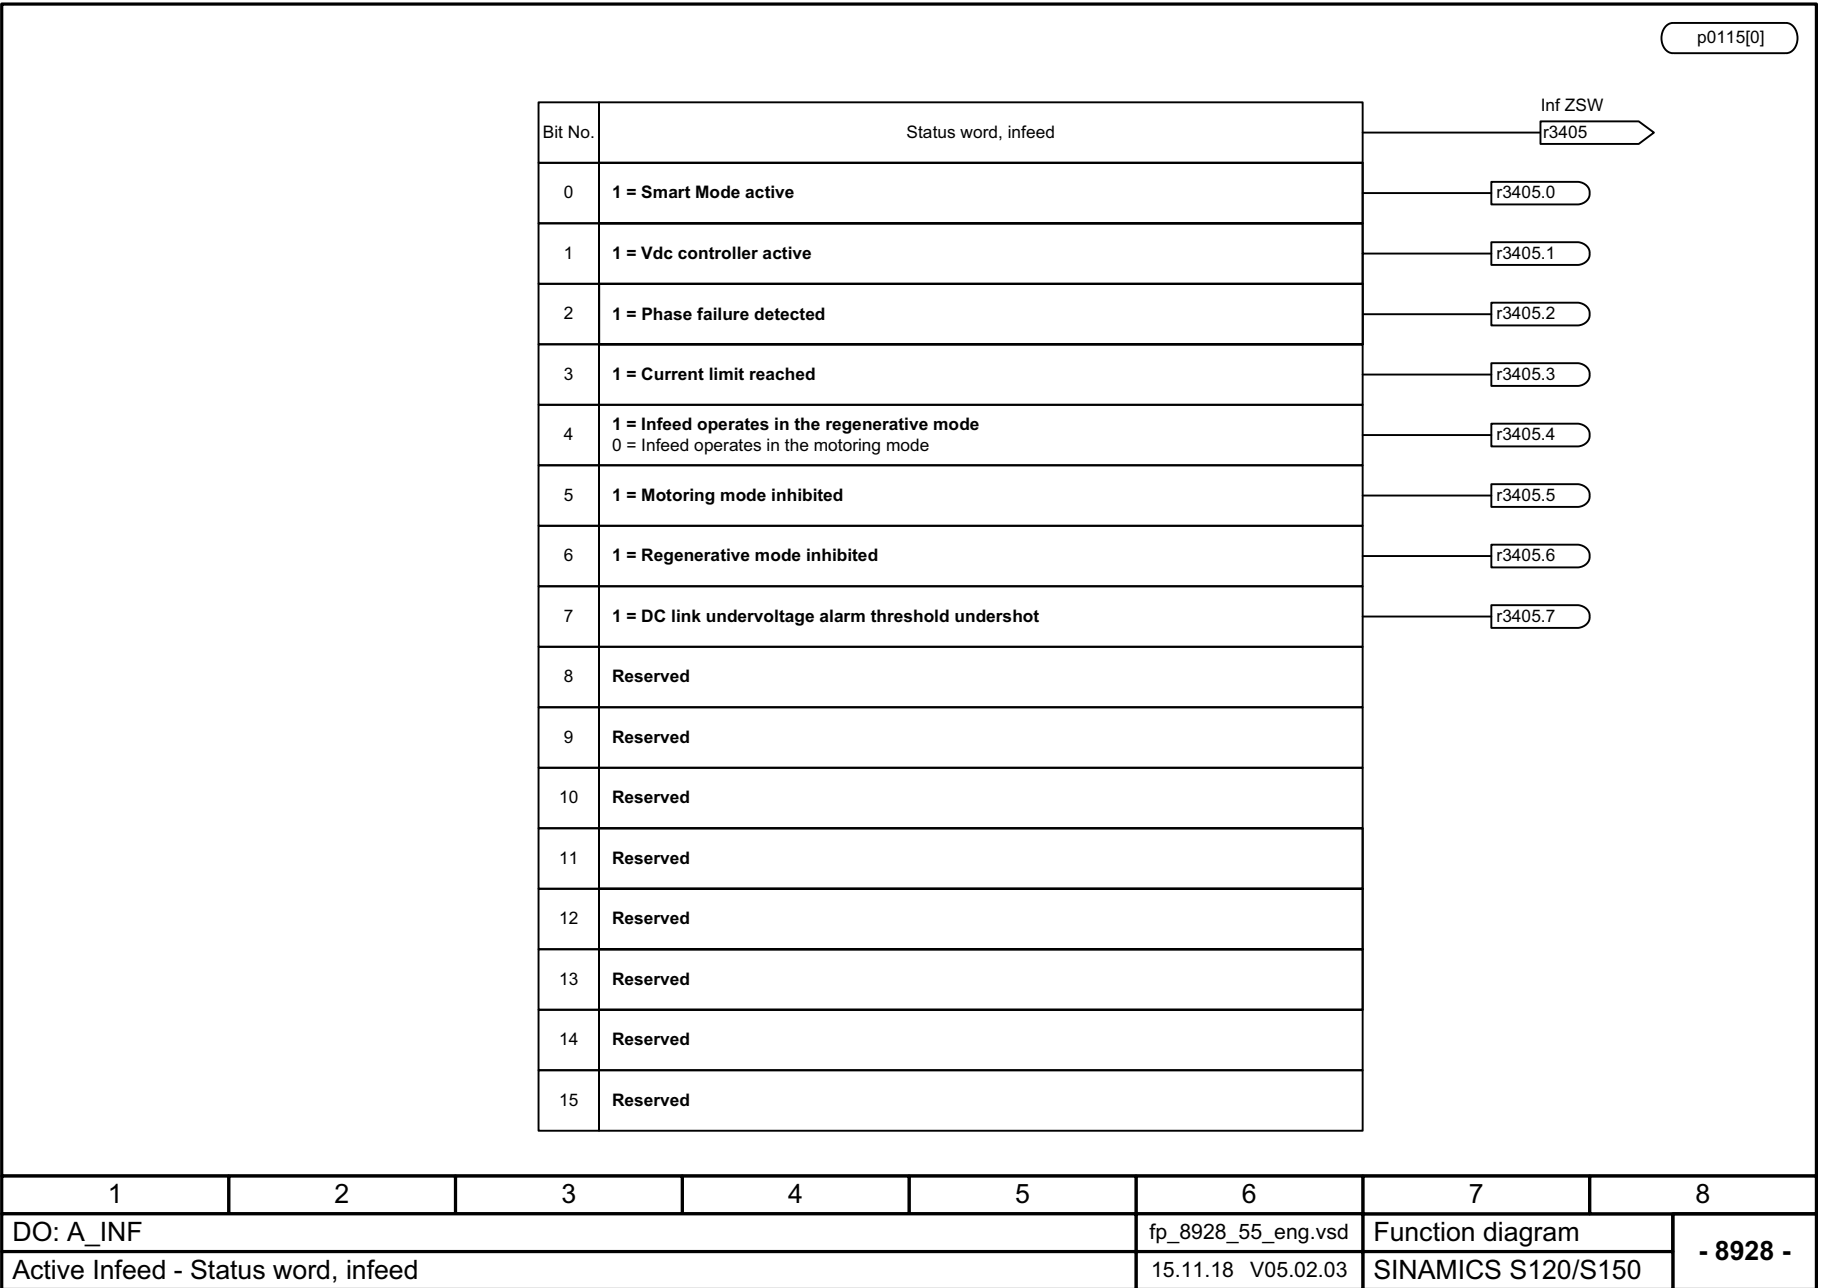 p0115[0]
Inf ZSW
Bit No. Status word, infeed r3405
0 1 = Smart Mode active r3405.0
1 1 = Vdc controller active r3405.1
2 1 = Phase failure detected r3405.2
3 1 = Current limit reached r3405.3
4 1 = Infeed operates in the regenerative mode
0 = Infeed operates in the motoring mode r3405.4
5 1 = Motoring mode inhibited r3405.5
6 1 = Regenerative mode inhibited r3405.6
7 1 = DC link undervoltage alarm threshold undershot r3405.7
8 Reserved
9 Reserved
10 Reserved
11 Reserved
12 Reserved
13 Reserved
14 Reserved
15 Reserved
1 2 3 4 5 6 7 8
DO: A_INF fp_8928_55_eng.vsd Function diagram
- 8928 -
Active Infeed - Status word, infeed 15.11.18 V05.02.03 SINAMICS S120/S150